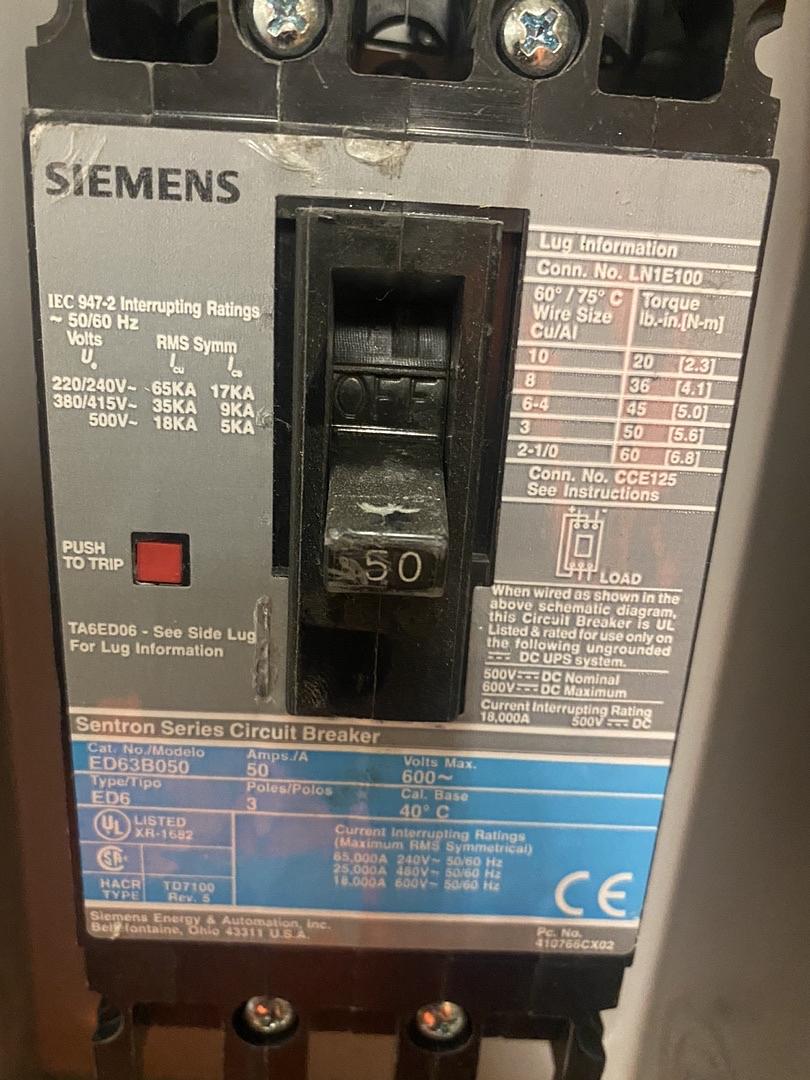 SIEMENS
IEC 947-2 Interrupting Ratings
~ 50/60 Hz
Volts RMS Symm
Ue Icu Ics
220/240V~ 65KA 17KA
380/415V~ 35KA 9KA
500V~ 18KA 5KA
PUSH
TO TRIP
TA6ED06 - See Side Lug
For Lug Information
OFF
50
Lug Information
Conn. No. LN1E100
60° / 75° C Torque
Wire Size lb.-in.[N-m]
Cu/Al
10 20 [2.3]
8 36 [4.1]
6-4 45 [5.0]
3 50 [5.6]
2-1/0 60 [6.8]
Conn. No. CCE125
See Instructions
LOAD
When wired as shown in the
above schematic diagram,
this Circuit Breaker is UL
Listed & rated for use only on
the following ungrounded
DC UPS system.
500V DC Nominal
600V DC Maximum
Current Interrupting Rating
18,000A 500V DC
Sentron Series Circuit Breaker
Cat. No./Modelo Amps./A Volts Max.
ED63B050 50 600~
Type/Tipo Poles/Polos Cal. Base
ED6 3 40° C
UL LISTED
XR-1682
SA
HACR TD7100
TYPE Rev. 5
Current Interrupting Ratings
(Maximum RMS Symmetrical)
65,000A 240V~ 50/60 Hz
25,000A 480V~ 50/60 Hz
18,000A 600V~ 50/60 Hz
CE
Siemens Energy & Automation, Inc.
Bellefontaine, Ohio 43311 U.S.A.
Pc. No.
410766CX02